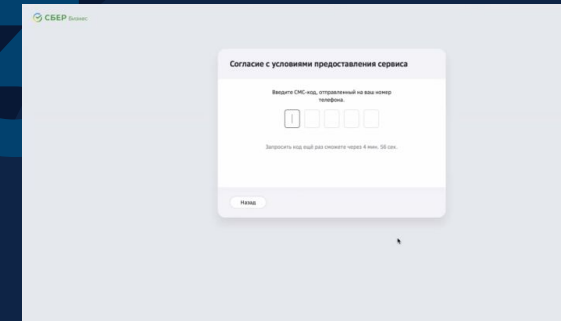 СБЕР Бизнес
Согласие с условиями предоставления сервиса
Введите СМС-код, отправленный на ваш номер
телефона.
Запросить код ещё раз сможете через 4 мин. 58 сек.
Назад